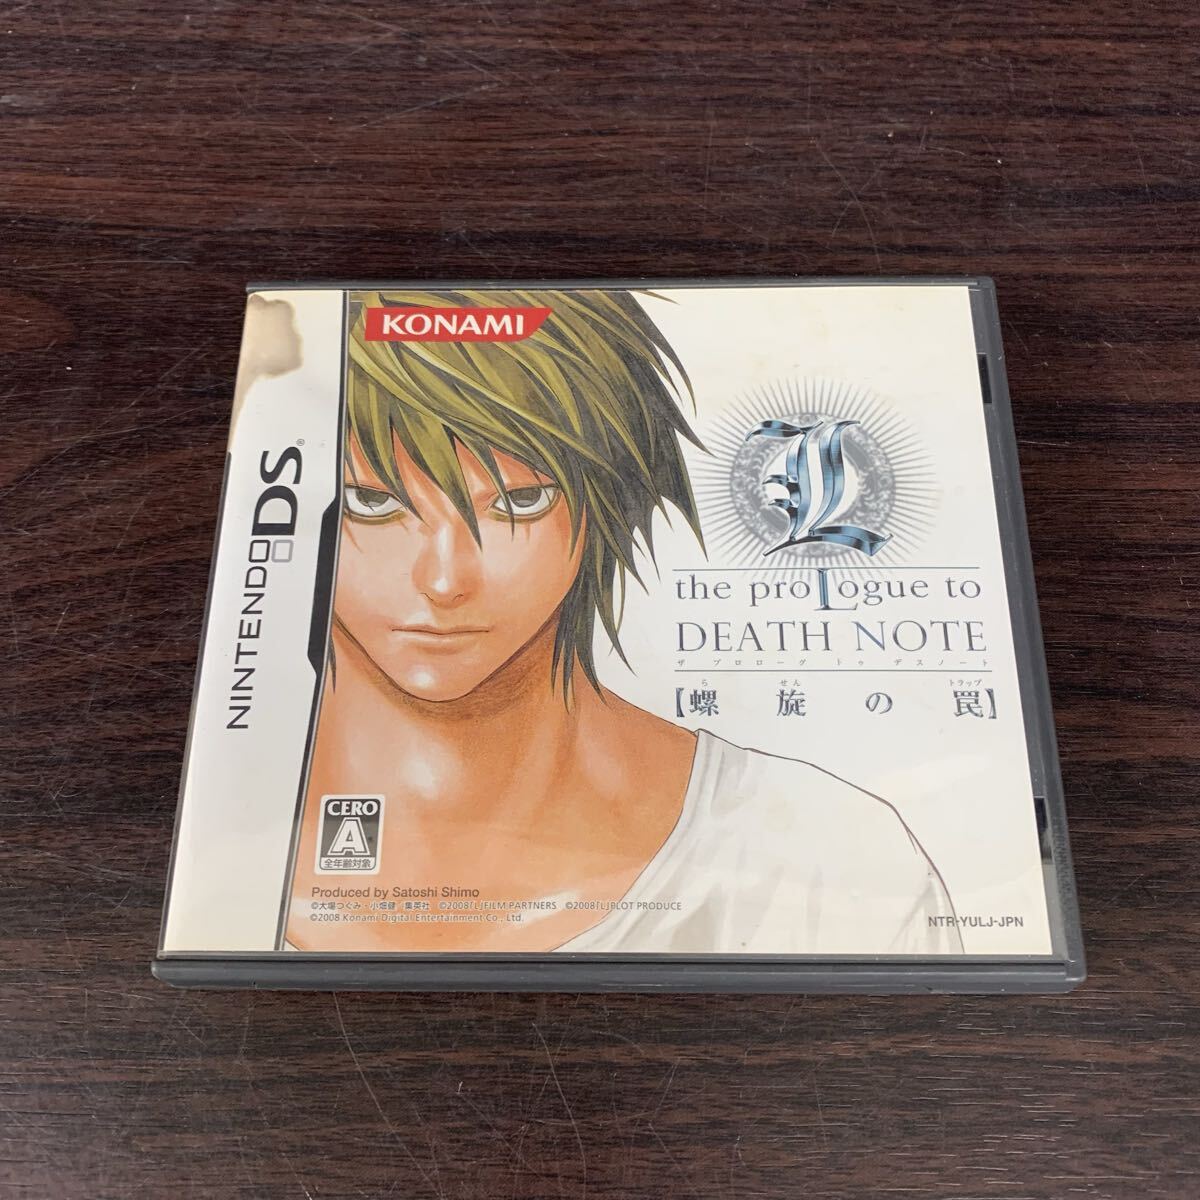 NINTENDODS®
KONAMI
L
the proLogue to
DEATH NOTE
ザ プロローグ トゥ デスノート
【螺旋の罠】
らせん トラップ
CERO
A
全年齢対象
Produced by Satoshi Shimo
©大場つぐみ・小畑健/集英社 ©2008「L」FILM PARTNERS ©2008「L」PLOT PRODUCE
©2008 Konami Digital Entertainment Co., Ltd.
NTR-YULJ-JPN